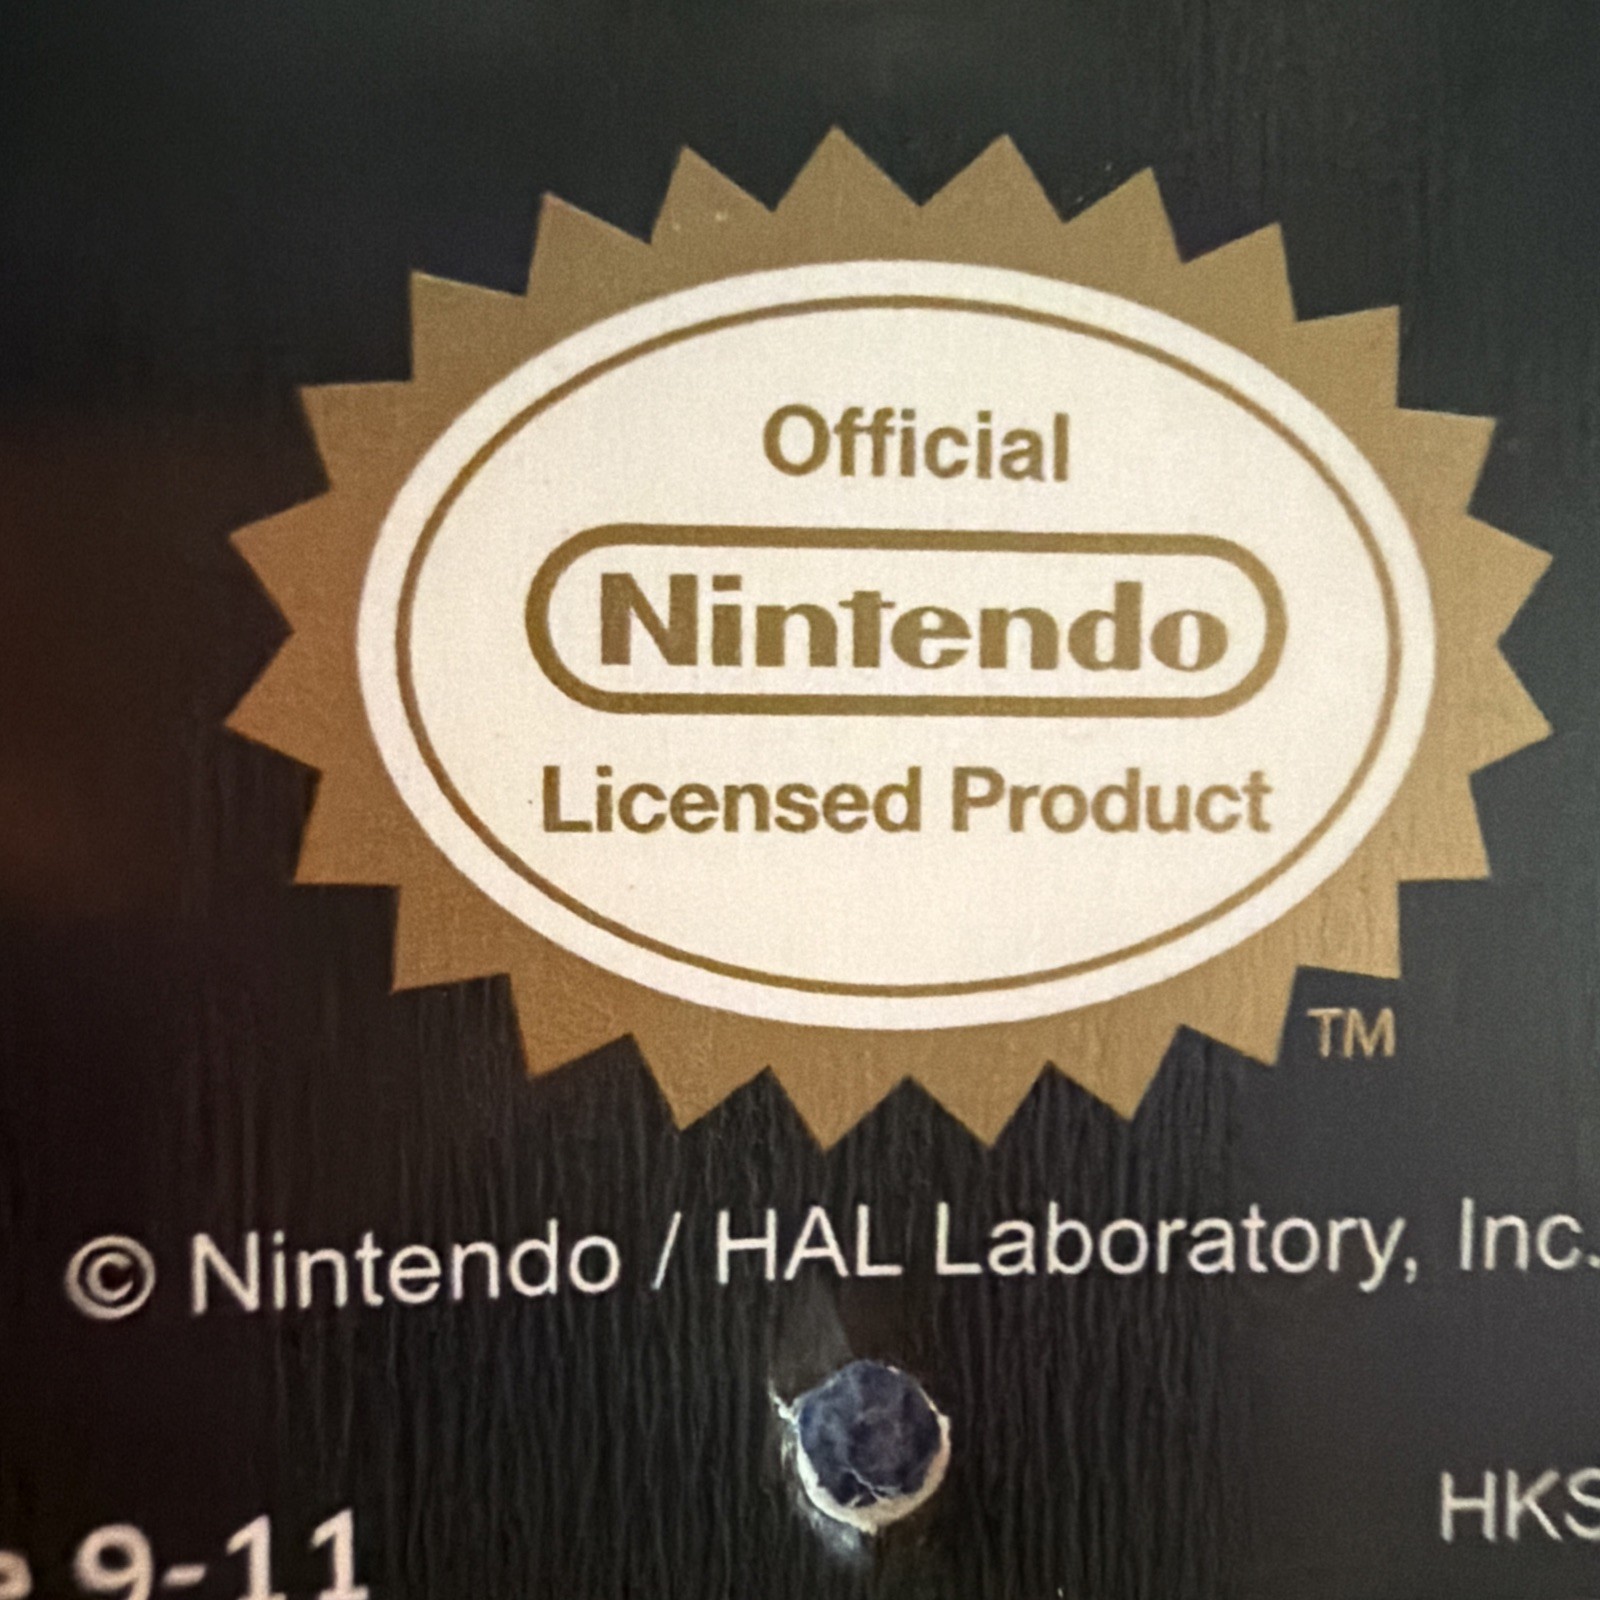 Official
Nintendo
Licensed Product
TM
© Nintendo / HAL Laboratory, Inc.
HKS
9-11